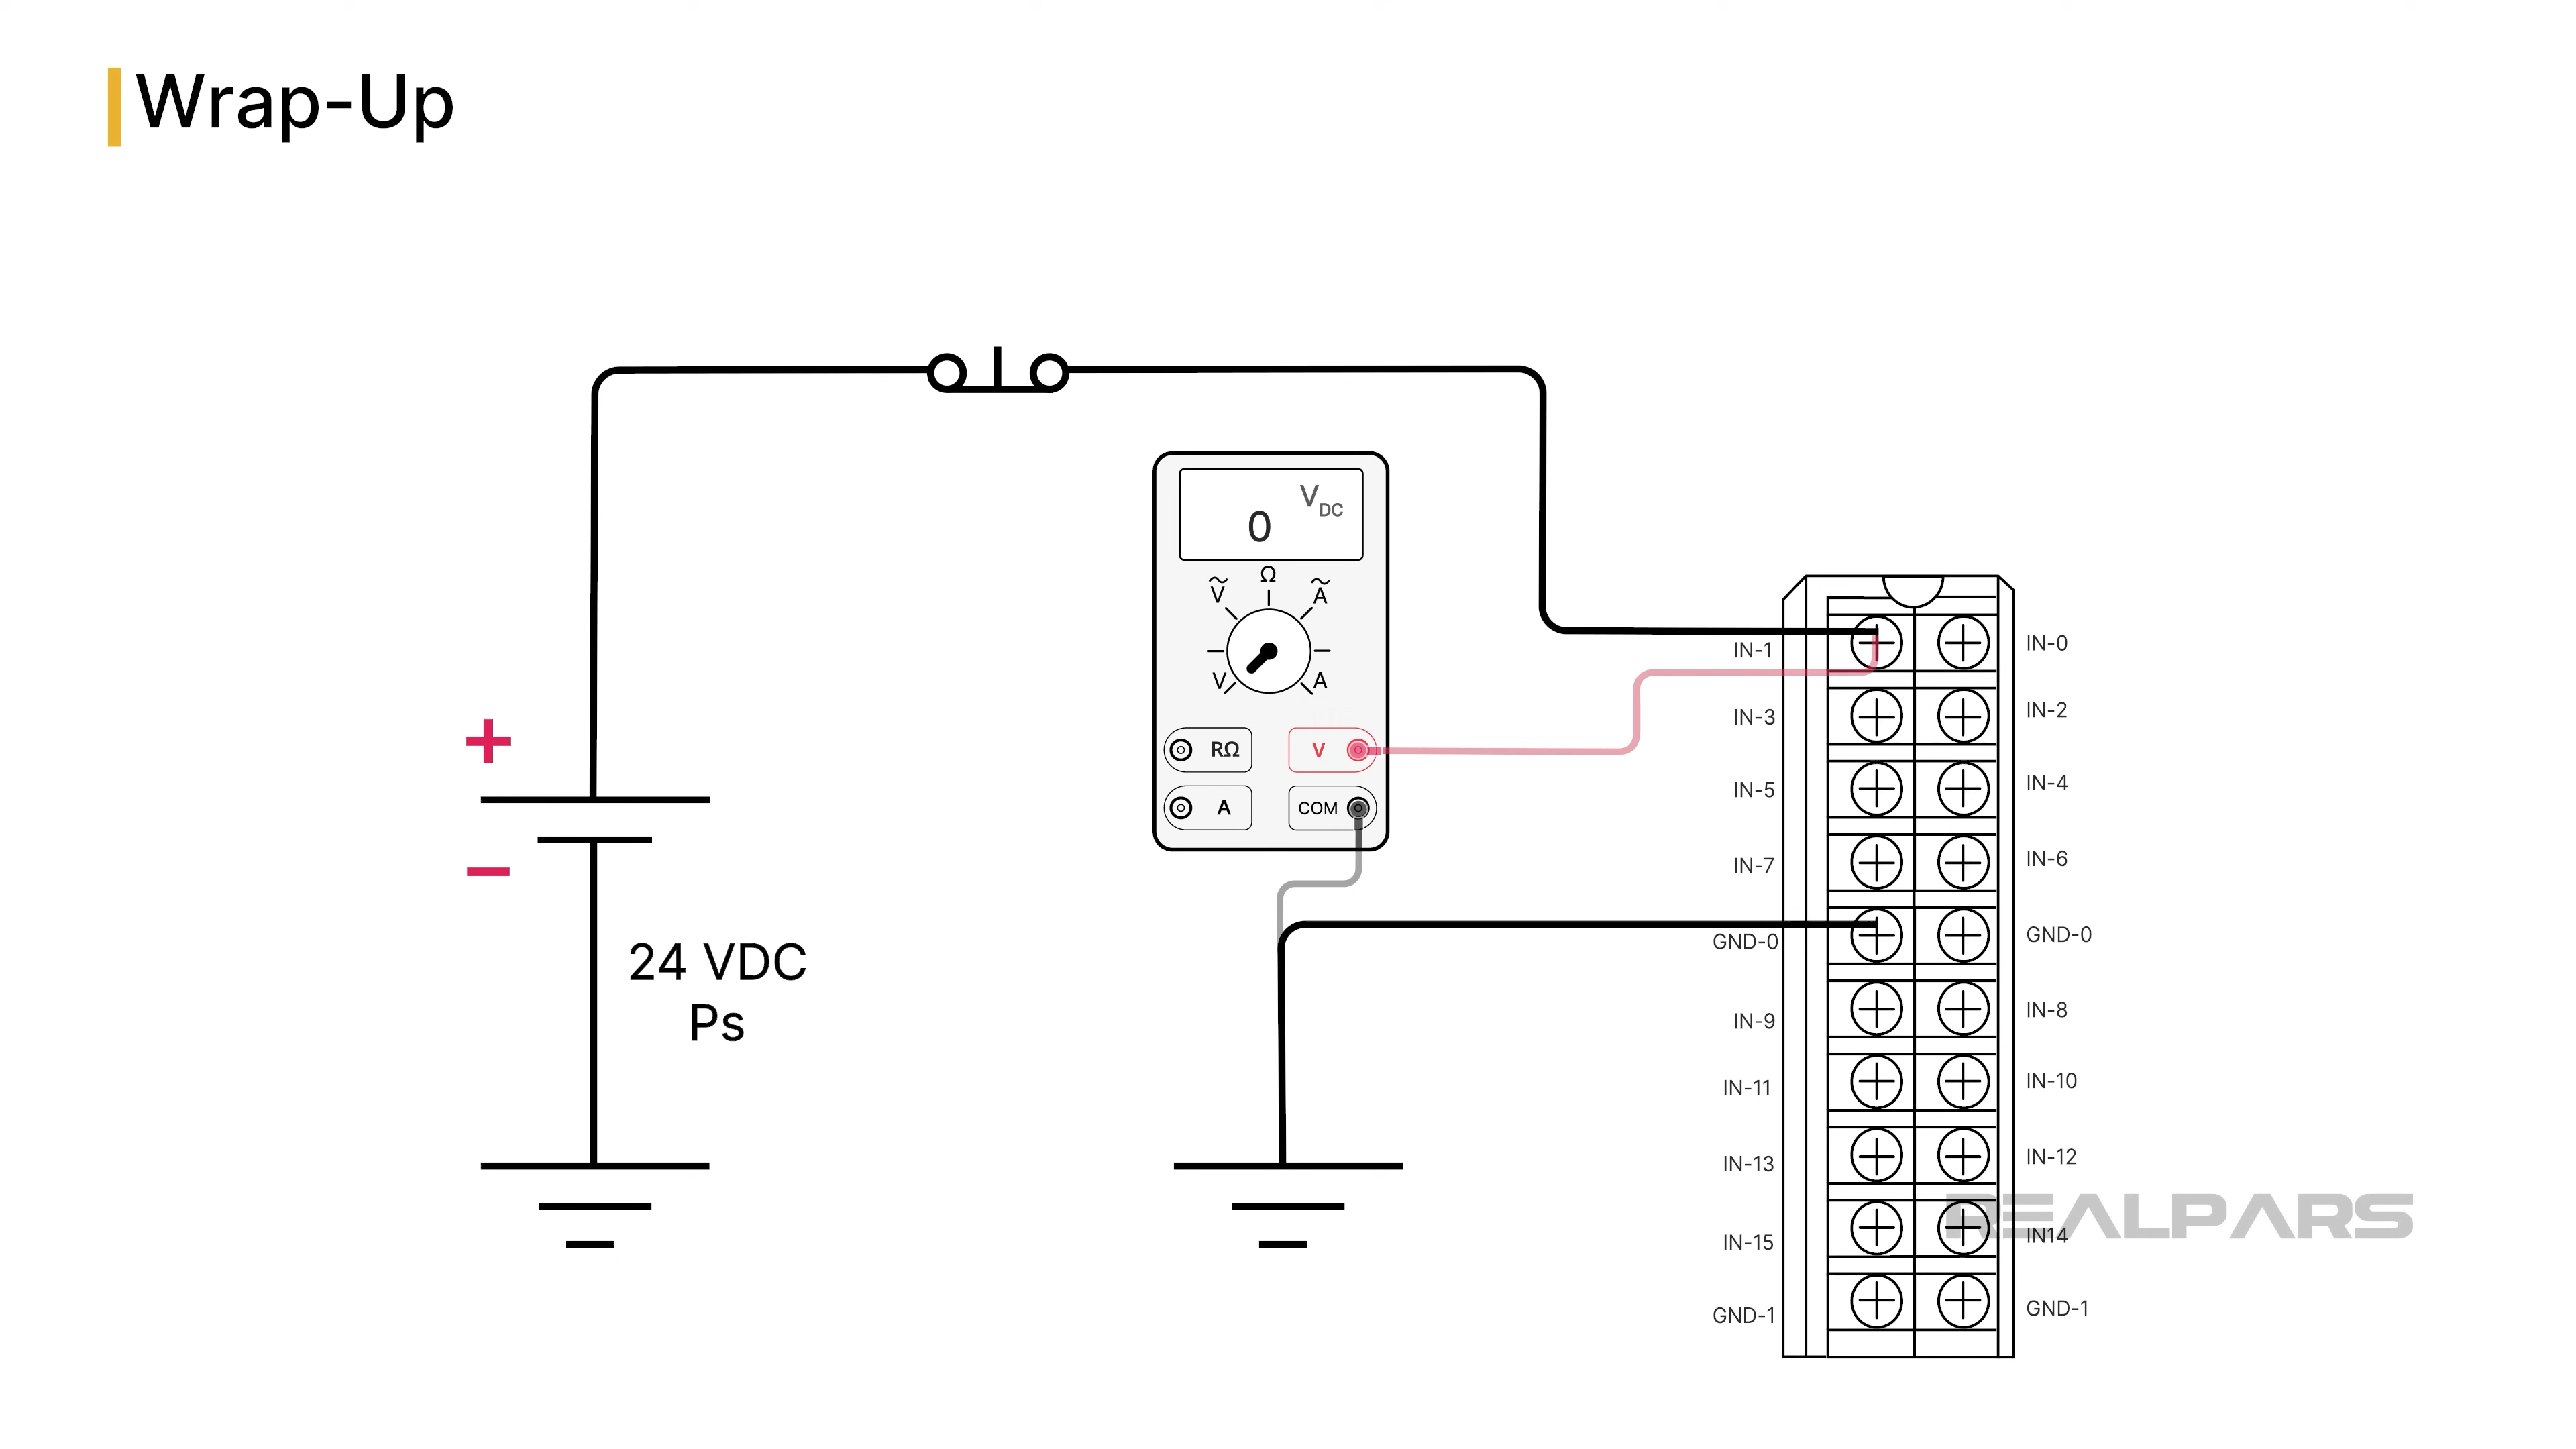 Wrap-Up
V DC
0
Ω
~ V
~ A
V
A
RΩ
V
A
COM
+
−
24 VDC
Ps
IN-1
IN-0
IN-3
IN-2
IN-5
IN-4
IN-7
IN-6
GND-0
GND-0
IN-9
IN-8
IN-11
IN-10
IN-13
IN-12
IN-15
IN14
GND-1
GND-1
REALPARS